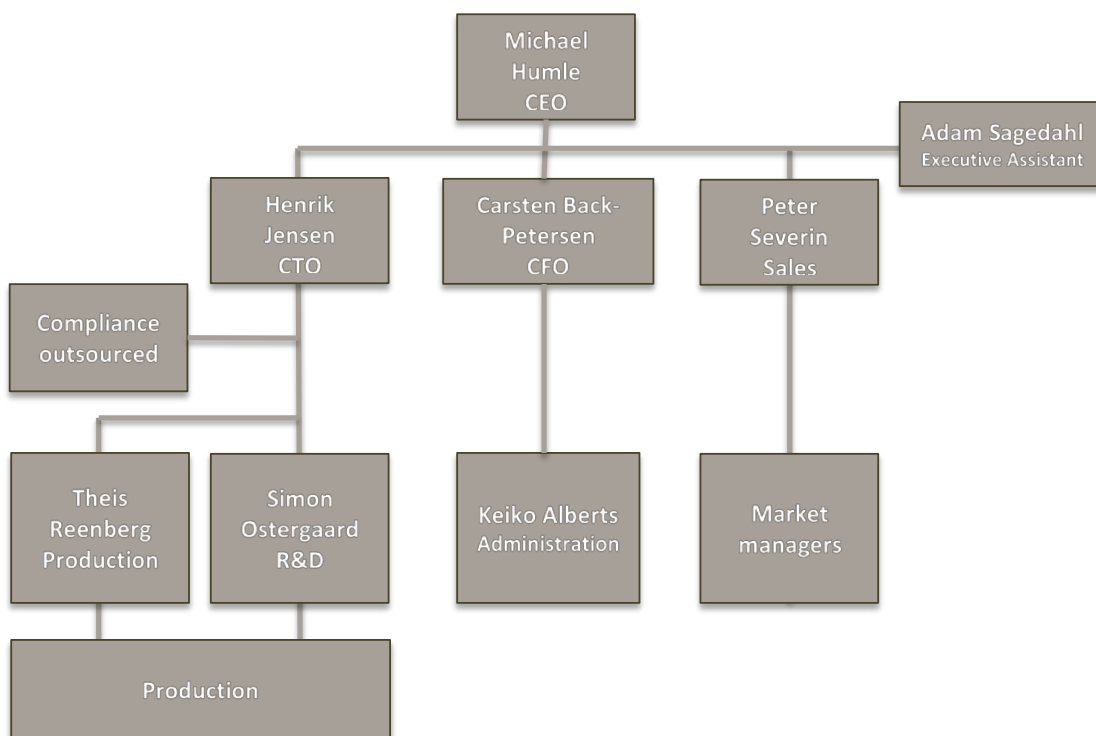 Michael
Humle
CEO
Adam Sagedahl
Executive Assistant
Henrik
Jensen
CTO
Carsten Back-
Petersen
CFO
Peter
Severin
Sales
Compliance
outsourced
Theis
Reenberg
Production
Simon
Ostergaard
R&D
Keiko Alberts
Administration
Market
managers
Production